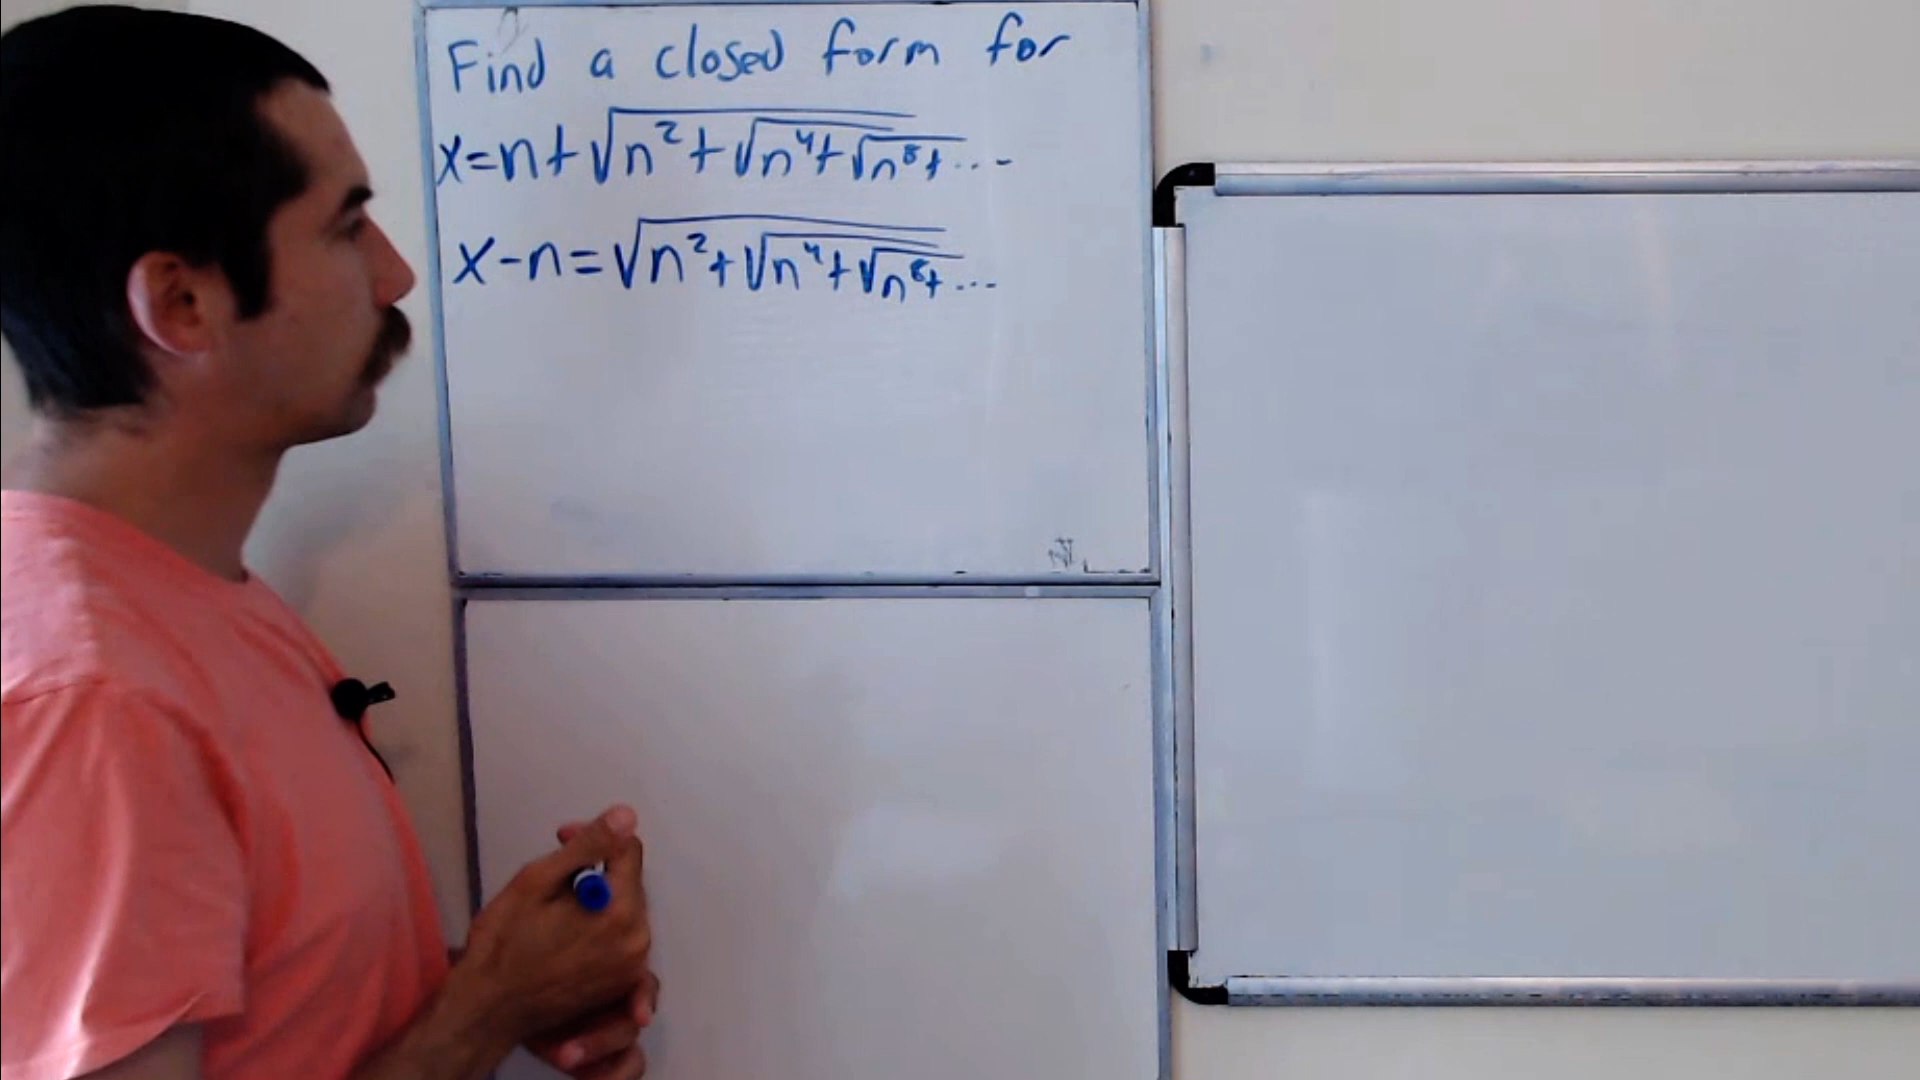 Find a closed form for
x=n+√n²+√n⁴+√n⁸+...
x-n=√n²+√n⁴+√n⁸+...